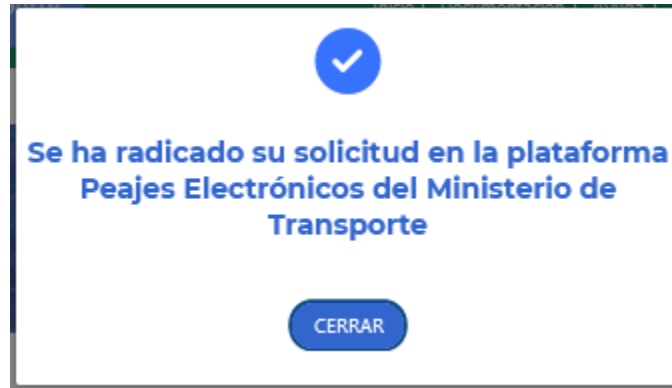 Se ha radicado su solicitud en la plataforma
Peajes Electrónicos del Ministerio de
Transporte
CERRAR